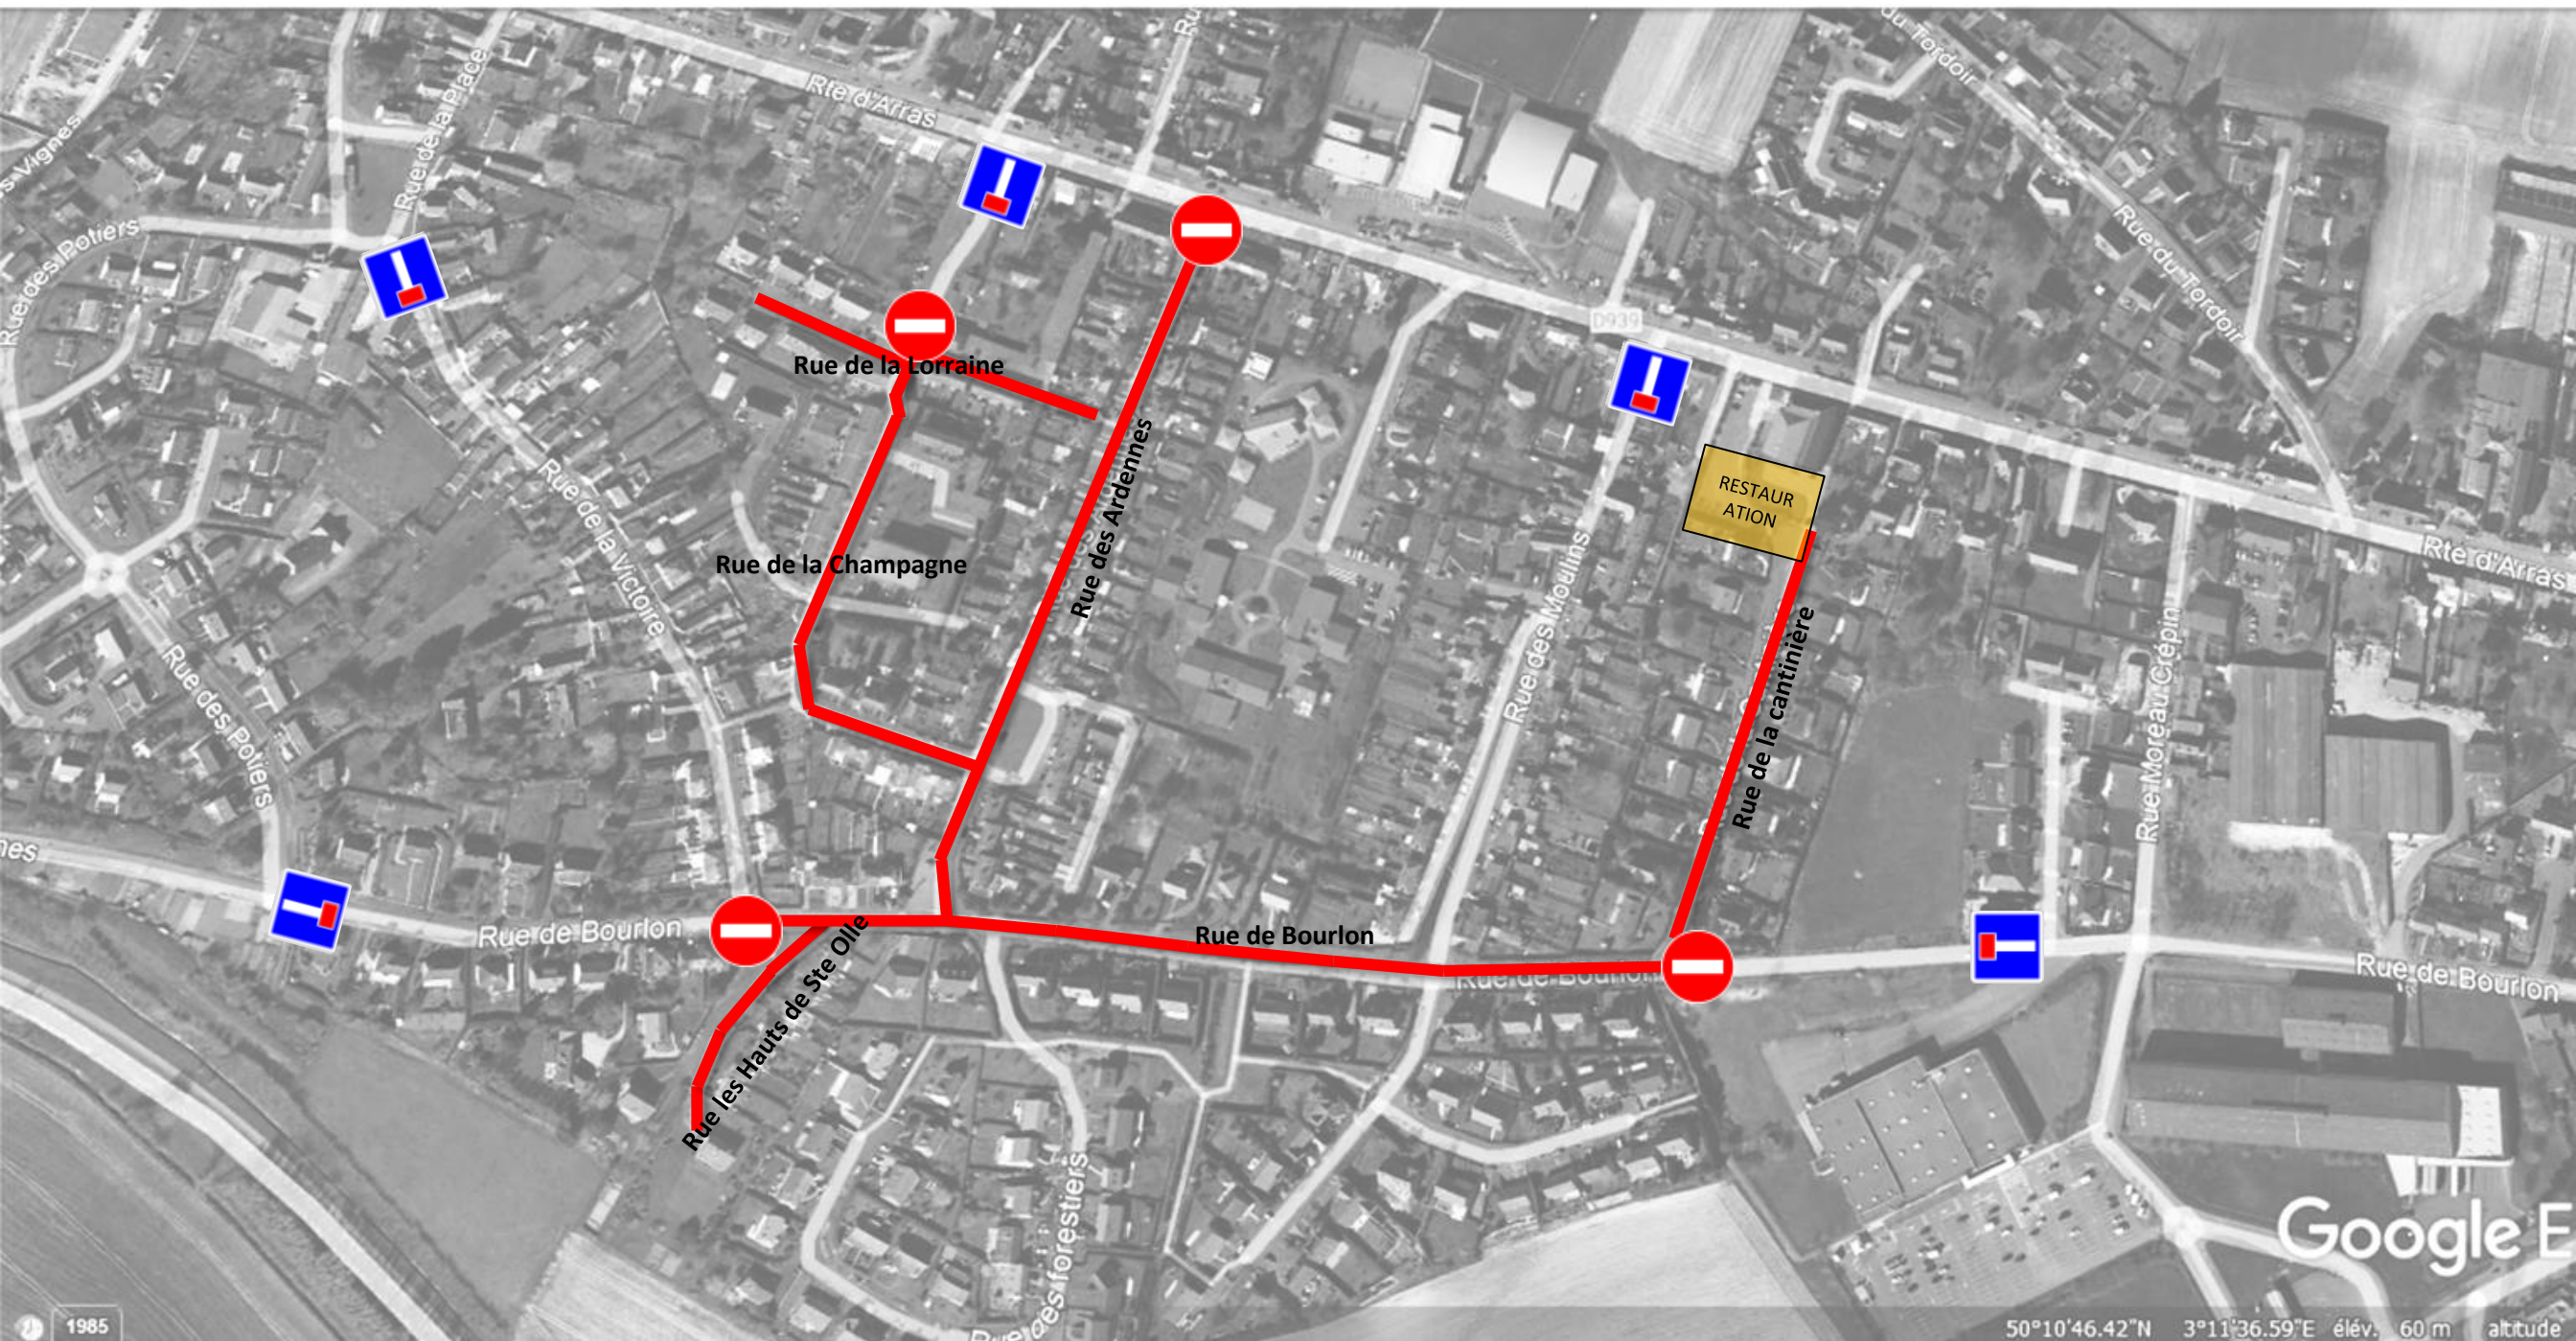 du Tordoir
Ru
Rue de la Place
Rte d'Arras
s Vignes
Rue des Potiers
Rue du Tordoir
D939
Rue de la Lorraine
Rue des Ardennes
RESTAUR
ATION
Rue de la Victoire
Rue de la Champagne
Rue des Moulins
Rte d'Arras
Rue de la cantinière
Rue Moreau Crépin
Rue des Potiers
nes
Rue de Bourlon
Rue de Bourlon
Rue de Bourlon
Rue de Bourlon
Rue les Hauts de Ste Olle
Rue des forestiers
Google E
1985
50°10'46.42"N 3°11'36.59"E élév. 60 m altitude